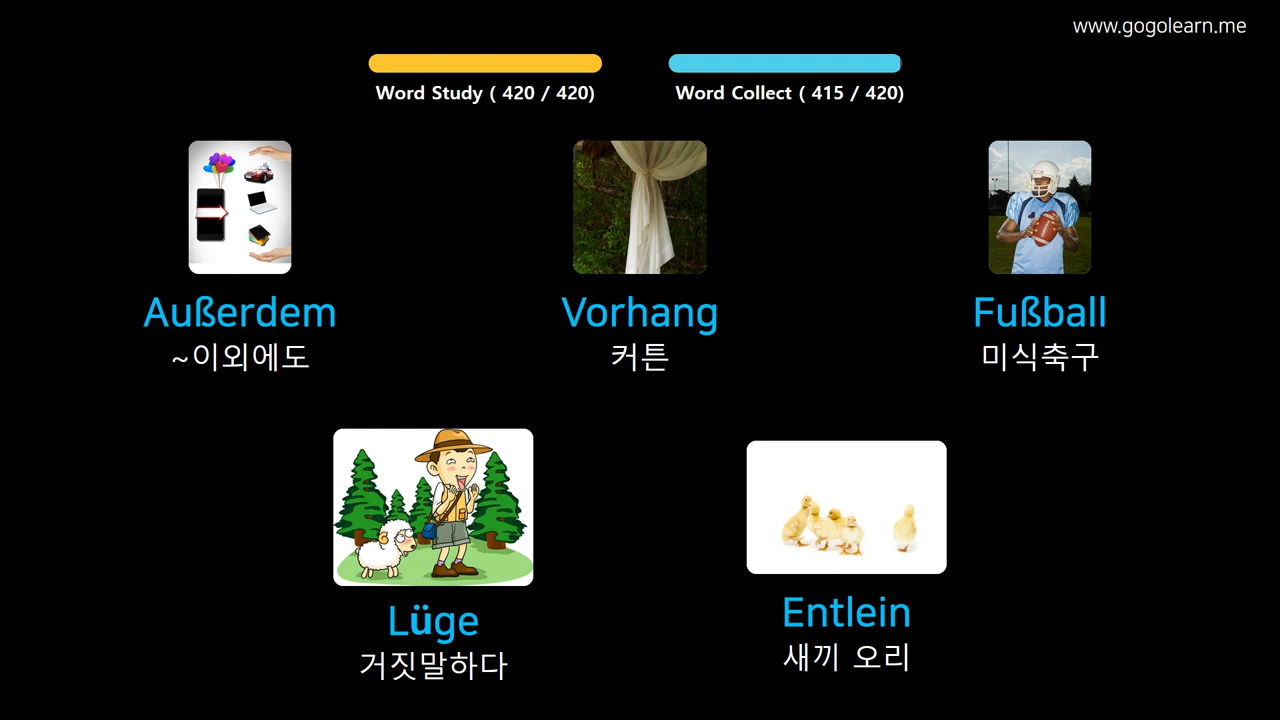 www.gogolearn.me
Word Study ( 420 / 420)
Word Collect ( 415 / 420)
Außerdem
~이외에도
Vorhang
커튼
Fußball
미식축구
Lüge
거짓말하다
Entlein
새끼 오리